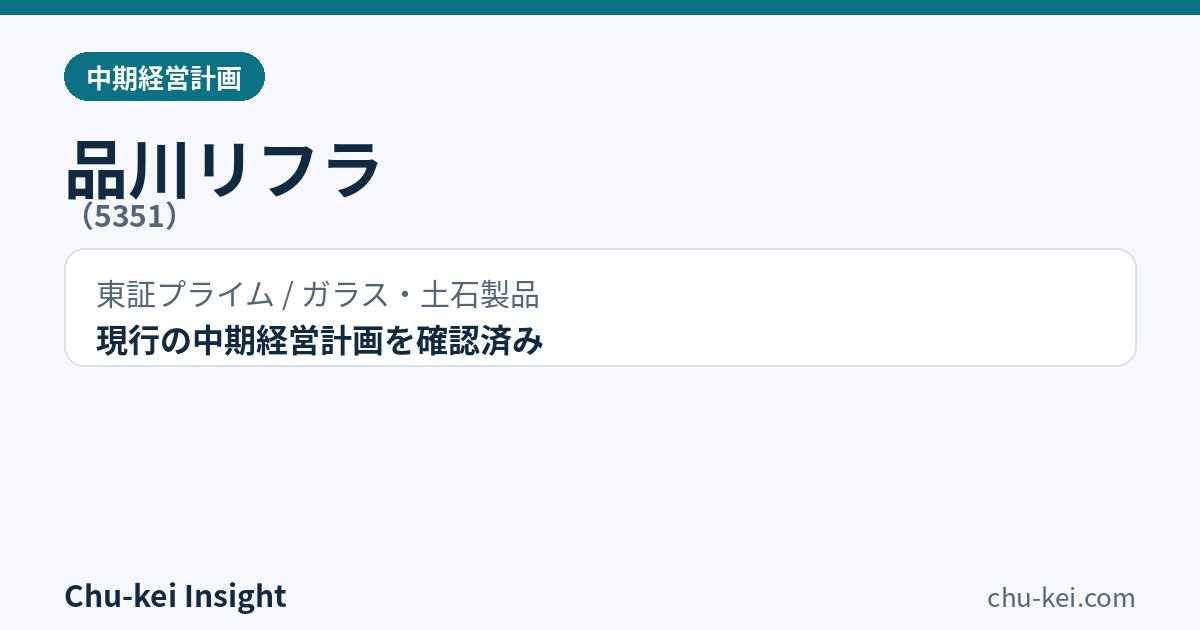 中期経営計画
品川リフラ
（5351）
東証プライム / ガラス・土石製品
現行の中期経営計画を確認済み
Chu-kei Insight
chu-kei.com